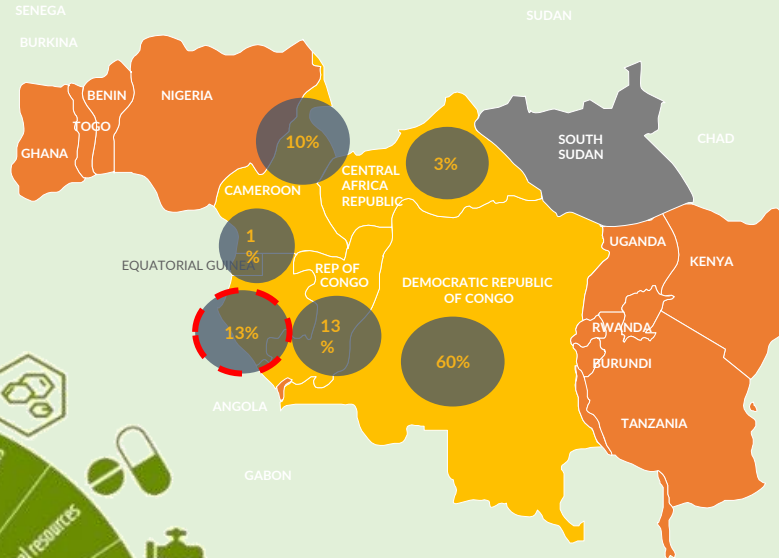 SENEGA
SUDAN
BURKINA
BENIN
NIGERIA
TOGO
GHANA
10%
SOUTH
SUDAN
CHAD
3%
CENTRAL
AFRICA
REPUBLIC
CAMEROON
1
%
UGANDA
KENYA
EQUATORIAL GUINEA
REP OF
CONGO
DEMOCRATIC REPUBLIC
OF CONGO
13%
13
%
60%
RWANDA
BURUNDI
ANGOLA
TANZANIA
GABON
resources